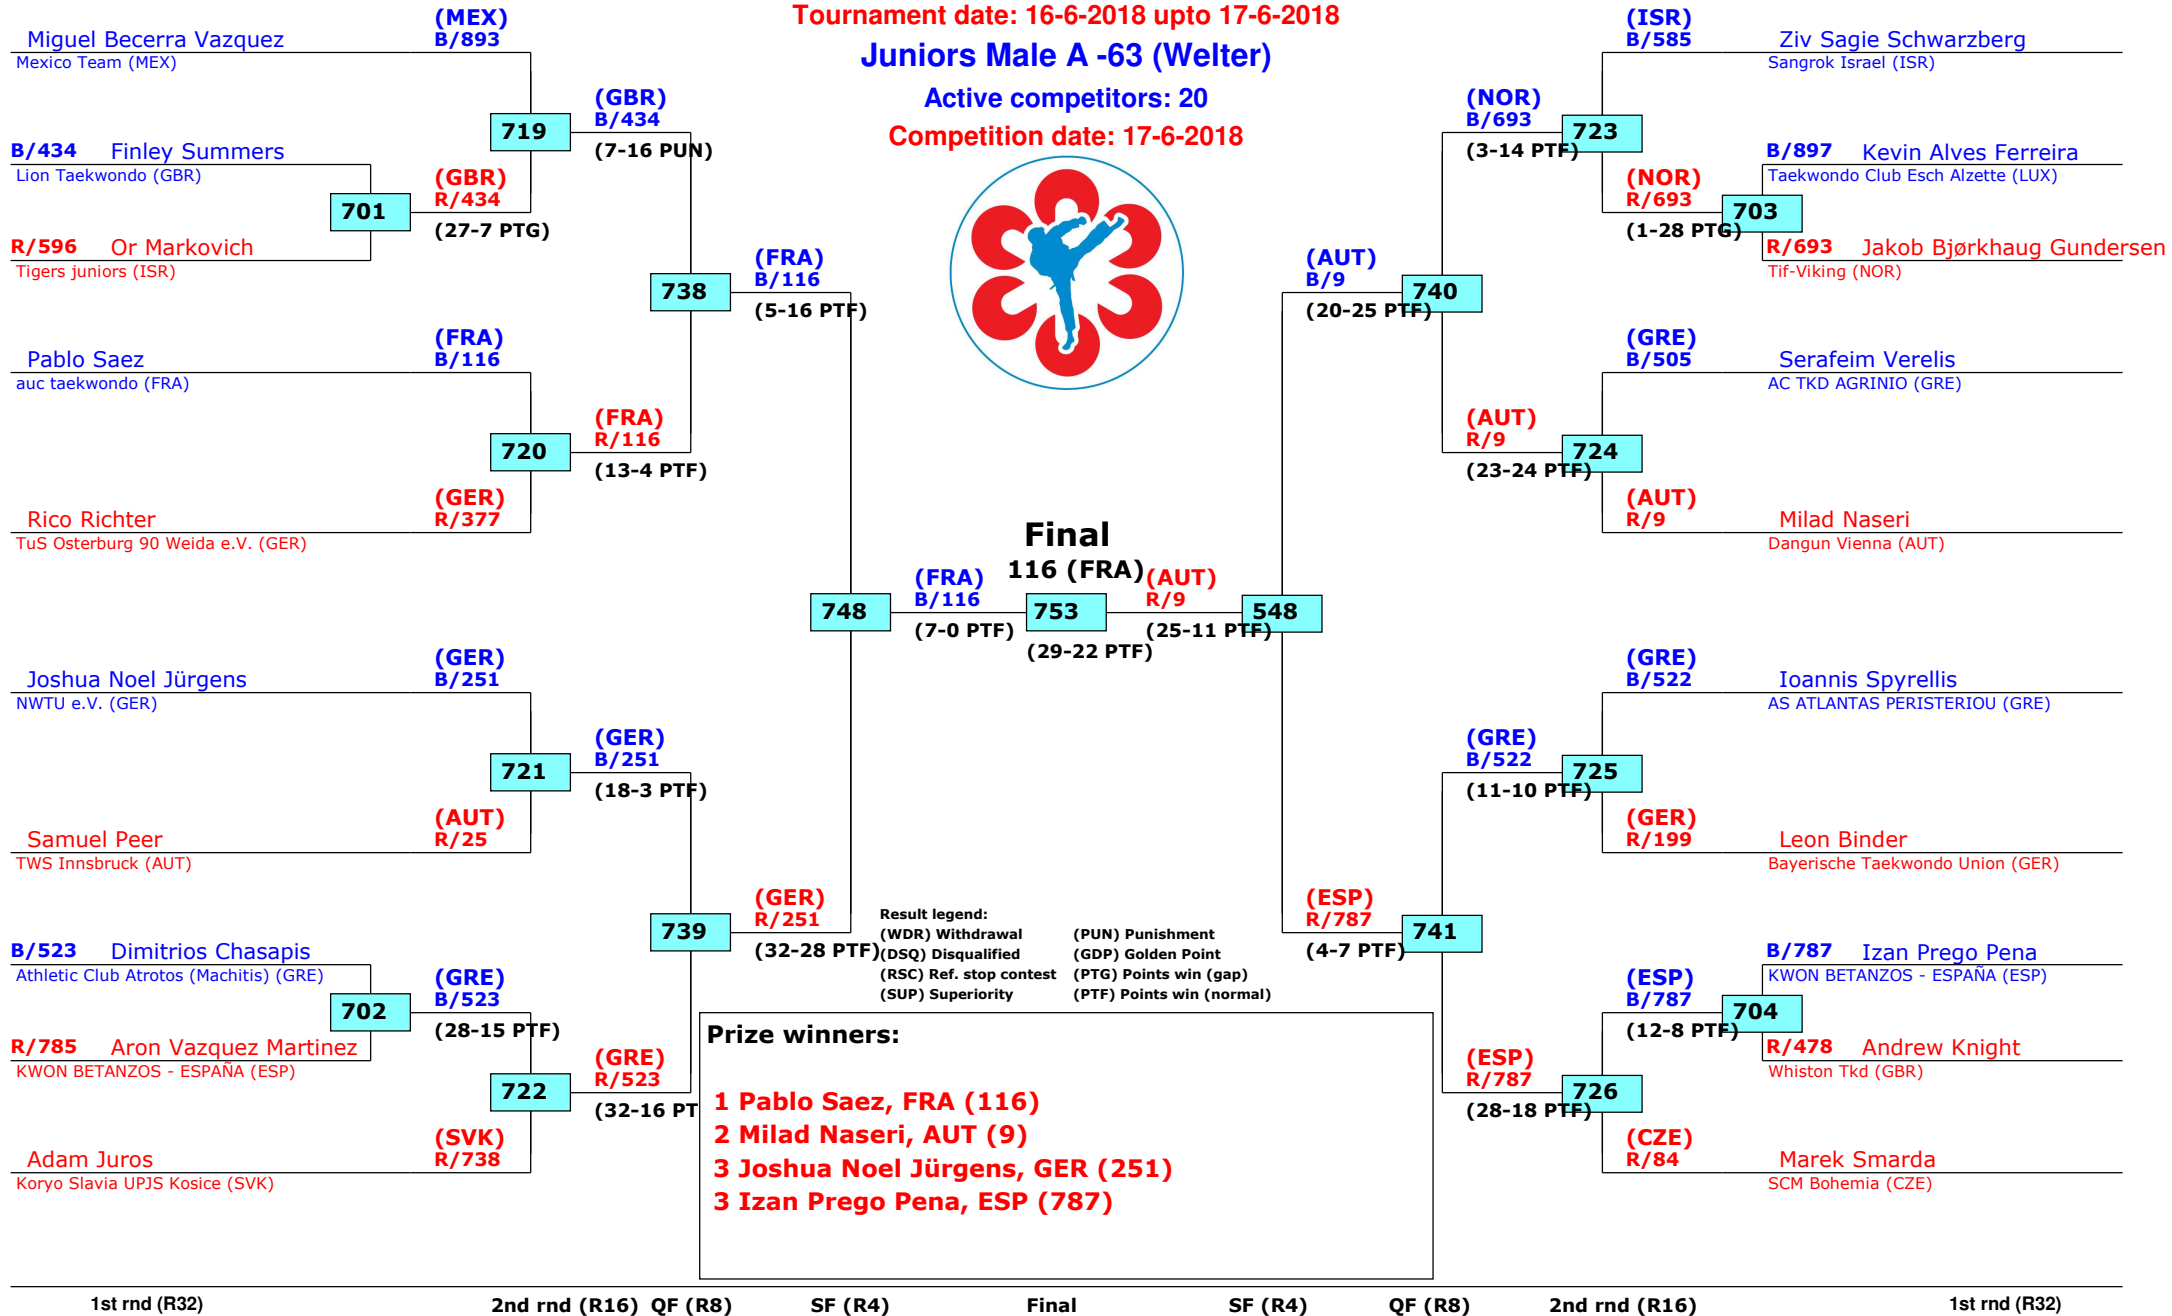 Tournament date: 16-6-2018 upto 17-6-2018
Juniors Male A -63 (Welter)
Active competitors: 20
Competition date: 17-6-2018
(MEX)
Miguel Becerra Vazquez B/893
Mexico Team (MEX)
(GBR)
B/434
719
(7-16 PUN)
B/434 Finley Summers
Lion Taekwondo (GBR)
(GBR)
R/434
701
(27-7 PTG)
R/596 Or Markovich
Tigers juniors (ISR)
(FRA)
B/116
738
(5-16 PTF)
(FRA)
Pablo Saez B/116
auc taekwondo (FRA)
(FRA)
R/116
720
(13-4 PTF)
(GER)
Rico Richter R/377
TuS Osterburg 90 Weida e.V. (GER)
Final
116 (FRA)
(FRA)
B/116
748
(7-0 PTF)
753
(29-22 PTF)
(AUT)
R/9
548
(25-11 PTF)
(GER)
Joshua Noel Jürgens B/251
NWTU e.V. (GER)
(GER)
B/251
721
(18-3 PTF)
(AUT)
Samuel Peer R/25
TWS Innsbruck (AUT)
(GER)
R/251
739
(32-28 PTF)
B/523 Dimitrios Chasapis
Athletic Club Atrotos (Machitis) (GRE)
(GRE)
B/523
702
(28-15 PTF)
R/785 Aron Vazquez Martinez
KWON BETANZOS - ESPAÑA (ESP)
(GRE)
R/523
722
(32-16 PT
(SVK)
Adam Juros R/738
Koryo Slavia UPJS Kosice (SVK)
(ISR)
B/585 Ziv Sagie Schwarzberg
Sangrok Israel (ISR)
(NOR)
B/693
723
(3-14 PTF)
B/897 Kevin Alves Ferreira
Taekwondo Club Esch Alzette (LUX)
(NOR)
R/693
703
(1-28 PTG)
R/693 Jakob Bjørkhaug Gundersen
Tif-Viking (NOR)
(AUT)
B/9
740
(20-25 PTF)
(GRE)
B/505 Serafeim Verelis
AC TKD AGRINIO (GRE)
(AUT)
R/9
724
(23-24 PTF)
(AUT)
R/9 Milad Naseri
Dangun Vienna (AUT)
(GRE)
B/522 Ioannis Spyrellis
AS ATLANTAS PERISTERIOU (GRE)
(GRE)
B/522
725
(11-10 PTF)
(GER)
R/199 Leon Binder
Bayerische Taekwondo Union (GER)
(ESP)
R/787
741
(4-7 PTF)
B/787 Izan Prego Pena
KWON BETANZOS - ESPAÑA (ESP)
(ESP)
B/787
704
(12-8 PTF)
R/478 Andrew Knight
Whiston Tkd (GBR)
(ESP)
R/787
726
(28-18 PTF)
(CZE)
R/84 Marek Smarda
SCM Bohemia (CZE)
Result legend:
(WDR) Withdrawal (PUN) Punishment
(DSQ) Disqualified (GDP) Golden Point
(RSC) Ref. stop contest (PTG) Points win (gap)
(SUP) Superiority (PTF) Points win (normal)
Prize winners:
1 Pablo Saez, FRA (116)
2 Milad Naseri, AUT (9)
3 Joshua Noel Jürgens, GER (251)
3 Izan Prego Pena, ESP (787)
1st rnd (R32) 2nd rnd (R16) QF (R8) SF (R4) Final SF (R4) QF (R8) 2nd rnd (R16) 1st rnd (R32)